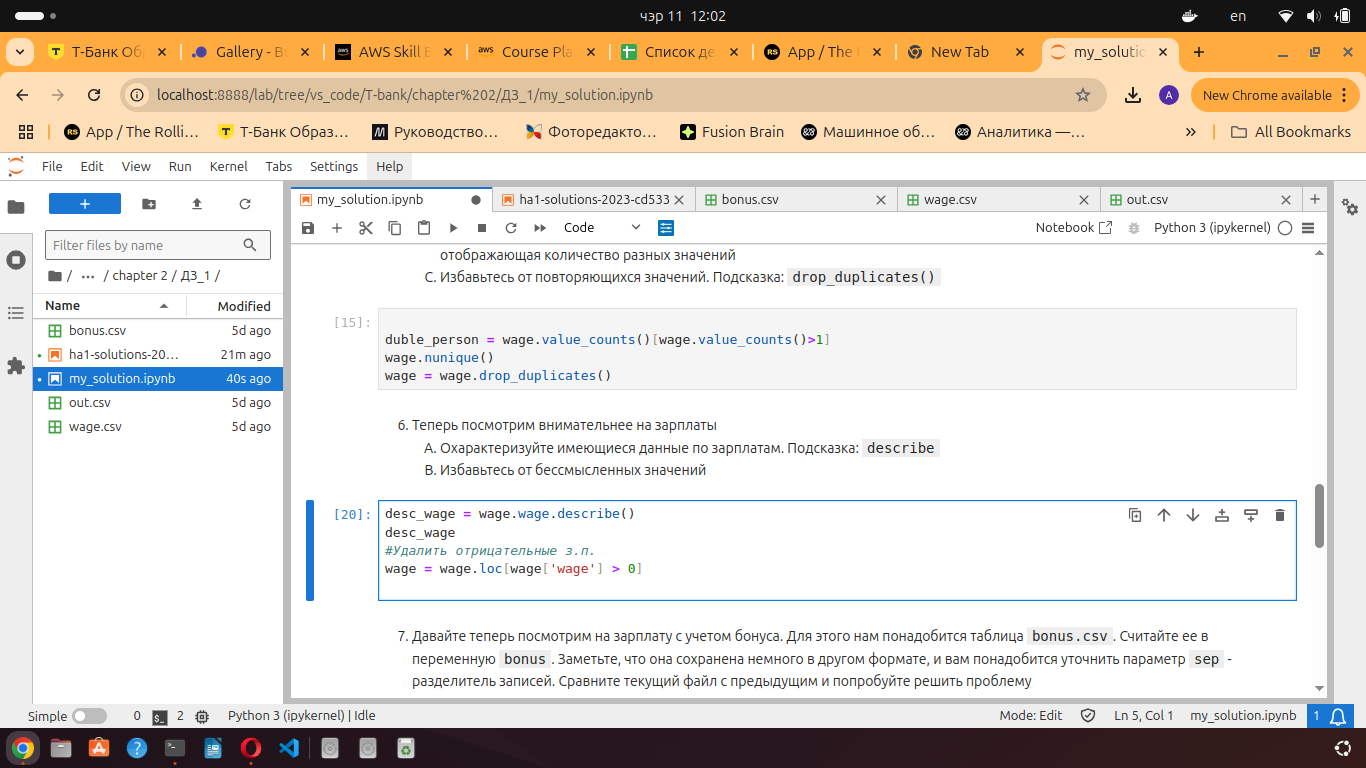 чэр 11 12:02
en
Т-Банк Об
Gallery - B
AWS Skill B
Course Pla
Список де
App / The
New Tab
my_soluti
localhost:8888/lab/tree/vs_code/T-bank/chapter%202/ДЗ_1/my_solution.ipynb
A
New Chrome available
App / The Rolli...
Т-Банк Образ...
Руководство...
Фоторедакто...
Fusion Brain
Машинное об...
Аналитика —...
All Bookmarks
File Edit View Run Kernel Tabs Settings Help
my_solution.ipynb
ha1-solutions-2023-cd533
bonus.csv
wage.csv
out.csv
Filter files by name
Code
Notebook
Python 3 (ipykernel)
/ ... / chapter 2 / ДЗ_1 /
Name Modified
bonus.csv 5d ago
ha1-solutions-20... 21m ago
my_solution.ipynb 40s ago
out.csv 5d ago
wage.csv 5d ago
отображающая количество разных значений
C. Избавьтесь от повторяющихся значений. Подсказка: drop_duplicates()
[15]:
duble_person = wage.value_counts()[wage.value_counts()>1]
wage.nunique()
wage = wage.drop_duplicates()
6. Теперь посмотрим внимательнее на зарплаты
A. Охарактеризуйте имеющиеся данные по зарплатам. Подсказка: describe
B. Избавьтесь от бессмысленных значений
[20]:
desc_wage = wage.wage.describe()
desc_wage
#Удалить отрицательные з.п.
wage = wage.loc[wage['wage'] > 0]
7. Давайте теперь посмотрим на зарплату с учетом бонуса. Для этого нам понадобится таблица bonus.csv. Считайте ее в
переменную bonus. Заметьте, что она сохранена немного в другом формате, и вам понадобится уточнить параметр sep -
разделитель записей. Сравните текущий файл с предыдущим и попробуйте решить проблему
Simple 0 2 Python 3 (ipykernel) | Idle
Mode: Edit Ln 5, Col 1 my_solution.ipynb 1